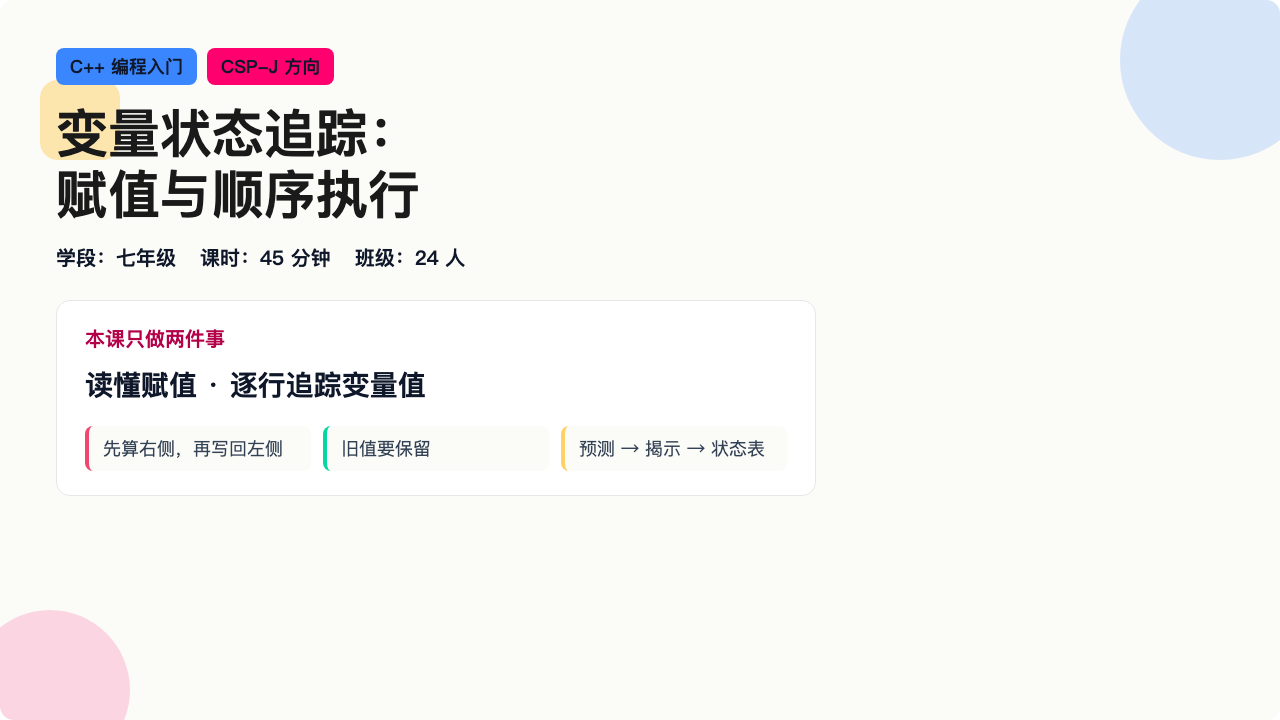 C++ 编程入门 CSP-J 方向
变量状态追踪：
赋值与顺序执行
学段：七年级 课时：45 分钟 班级：24 人
本课只做两件事
读懂赋值 · 逐行追踪变量值
先算右侧，再写回左侧 旧值要保留 预测 → 揭示 → 状态表